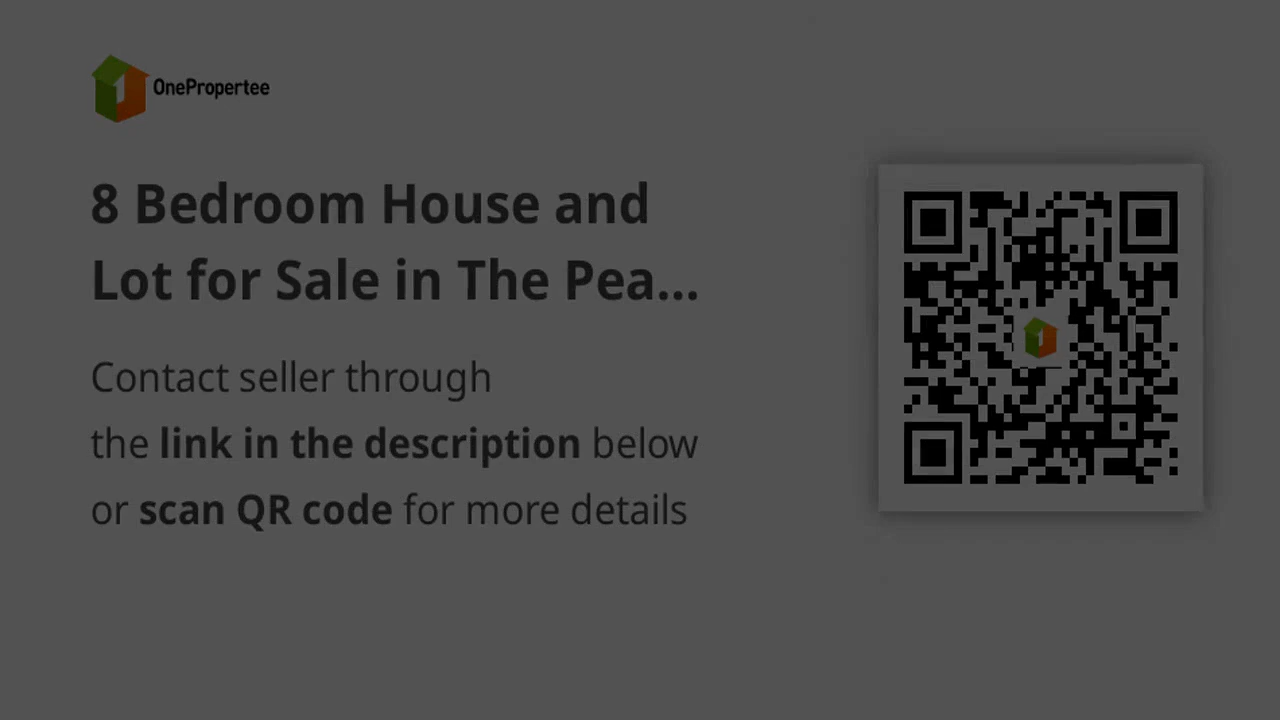 OnePropertee
8 Bedroom House and
Lot for Sale in The Pea...
Contact seller through
the link in the description below
or scan QR code for more details